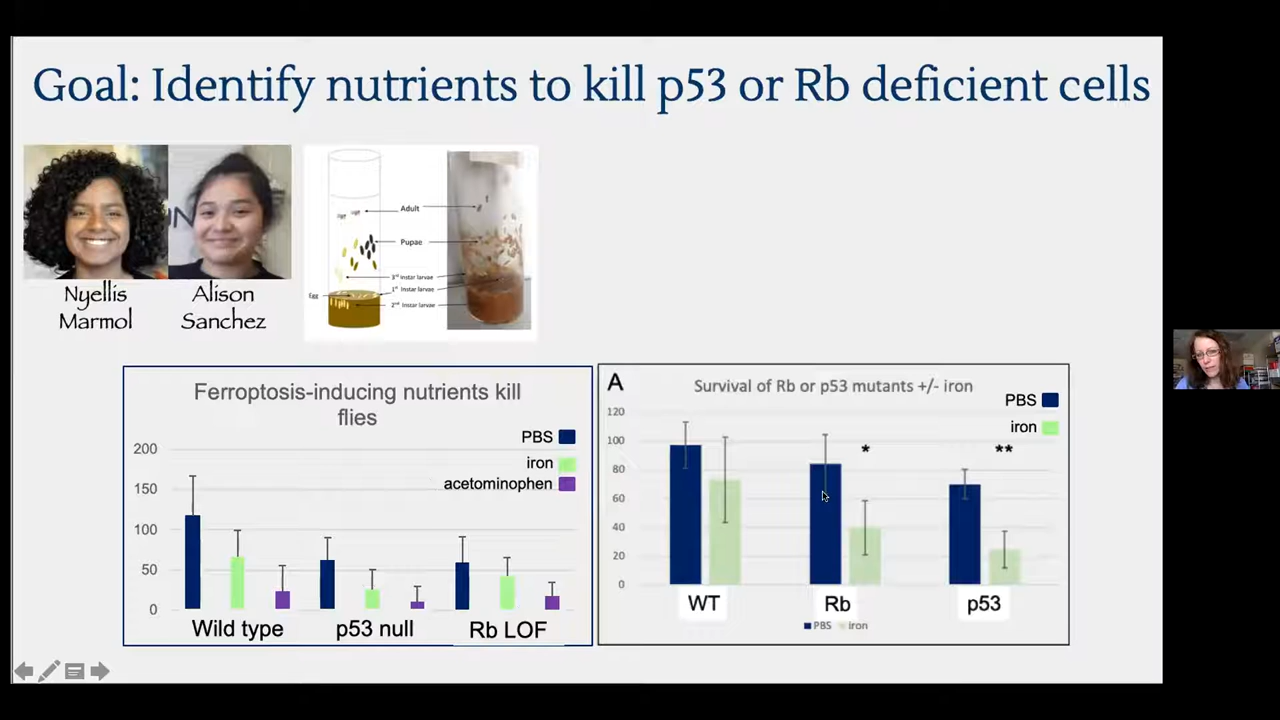 Goal: Identify nutrients to kill p53 or Rb deficient cells
Nyellis
Marmol
Alison
Sanchez
Adult
Pupae
3rd instar larvae
1st instar larvae
Egg
2nd instar larvae
Ferroptosis-inducing nutrients kill
flies
PBS
iron
acetominophen
200
150
100
50
0
Wild type
p53 null
Rb LOF
A
Survival of Rb or p53 mutants +/- iron
PBS
iron
120
100
80
60
40
20
0
*
**
WT
Rb
p53
PBS
iron